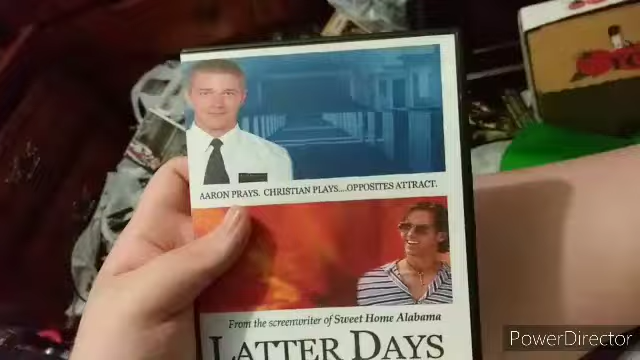 AARON PRAYS. CHRISTIAN PLAYS....OPPOSITES ATTRACT.
From the screenwriter of Sweet Home Alabama
LATTER DAYS
PowerDirector